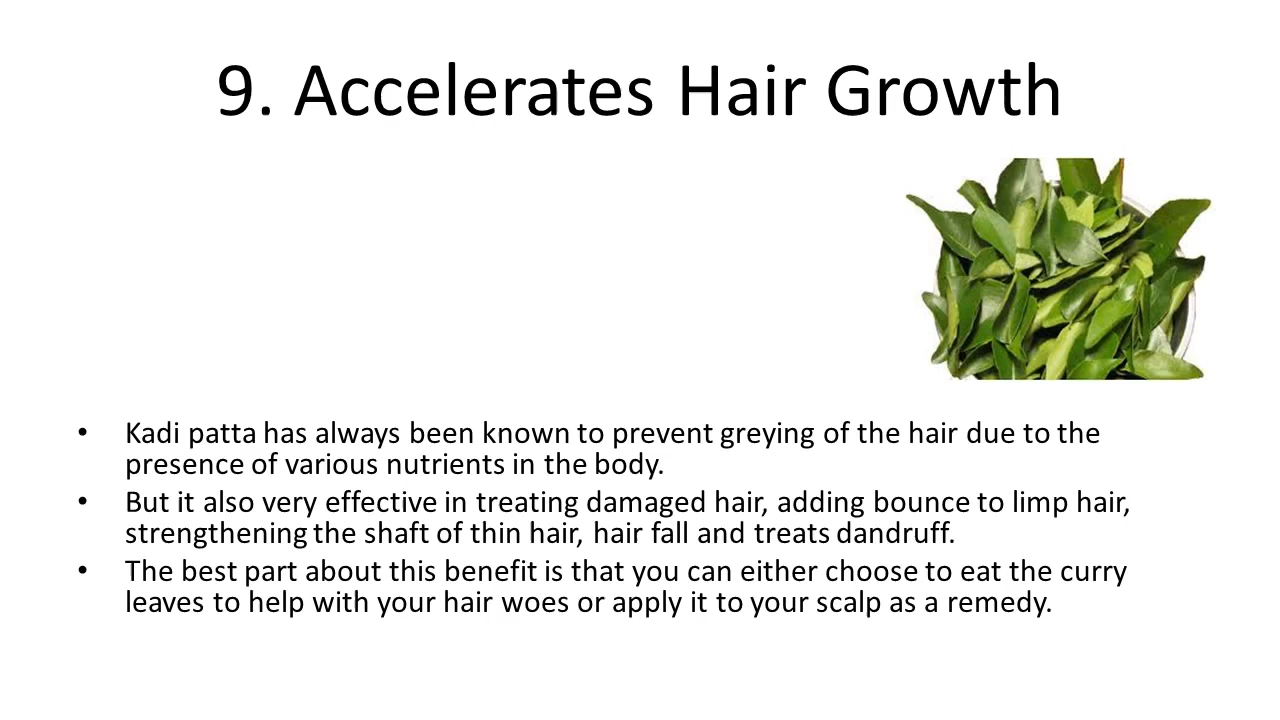 9. Accelerates Hair Growth
• Kadi patta has always been known to prevent greying of the hair due to the
presence of various nutrients in the body.
• But it also very effective in treating damaged hair, adding bounce to limp hair,
strengthening the shaft of thin hair, hair fall and treats dandruff.
• The best part about this benefit is that you can either choose to eat the curry
leaves to help with your hair woes or apply it to your scalp as a remedy.